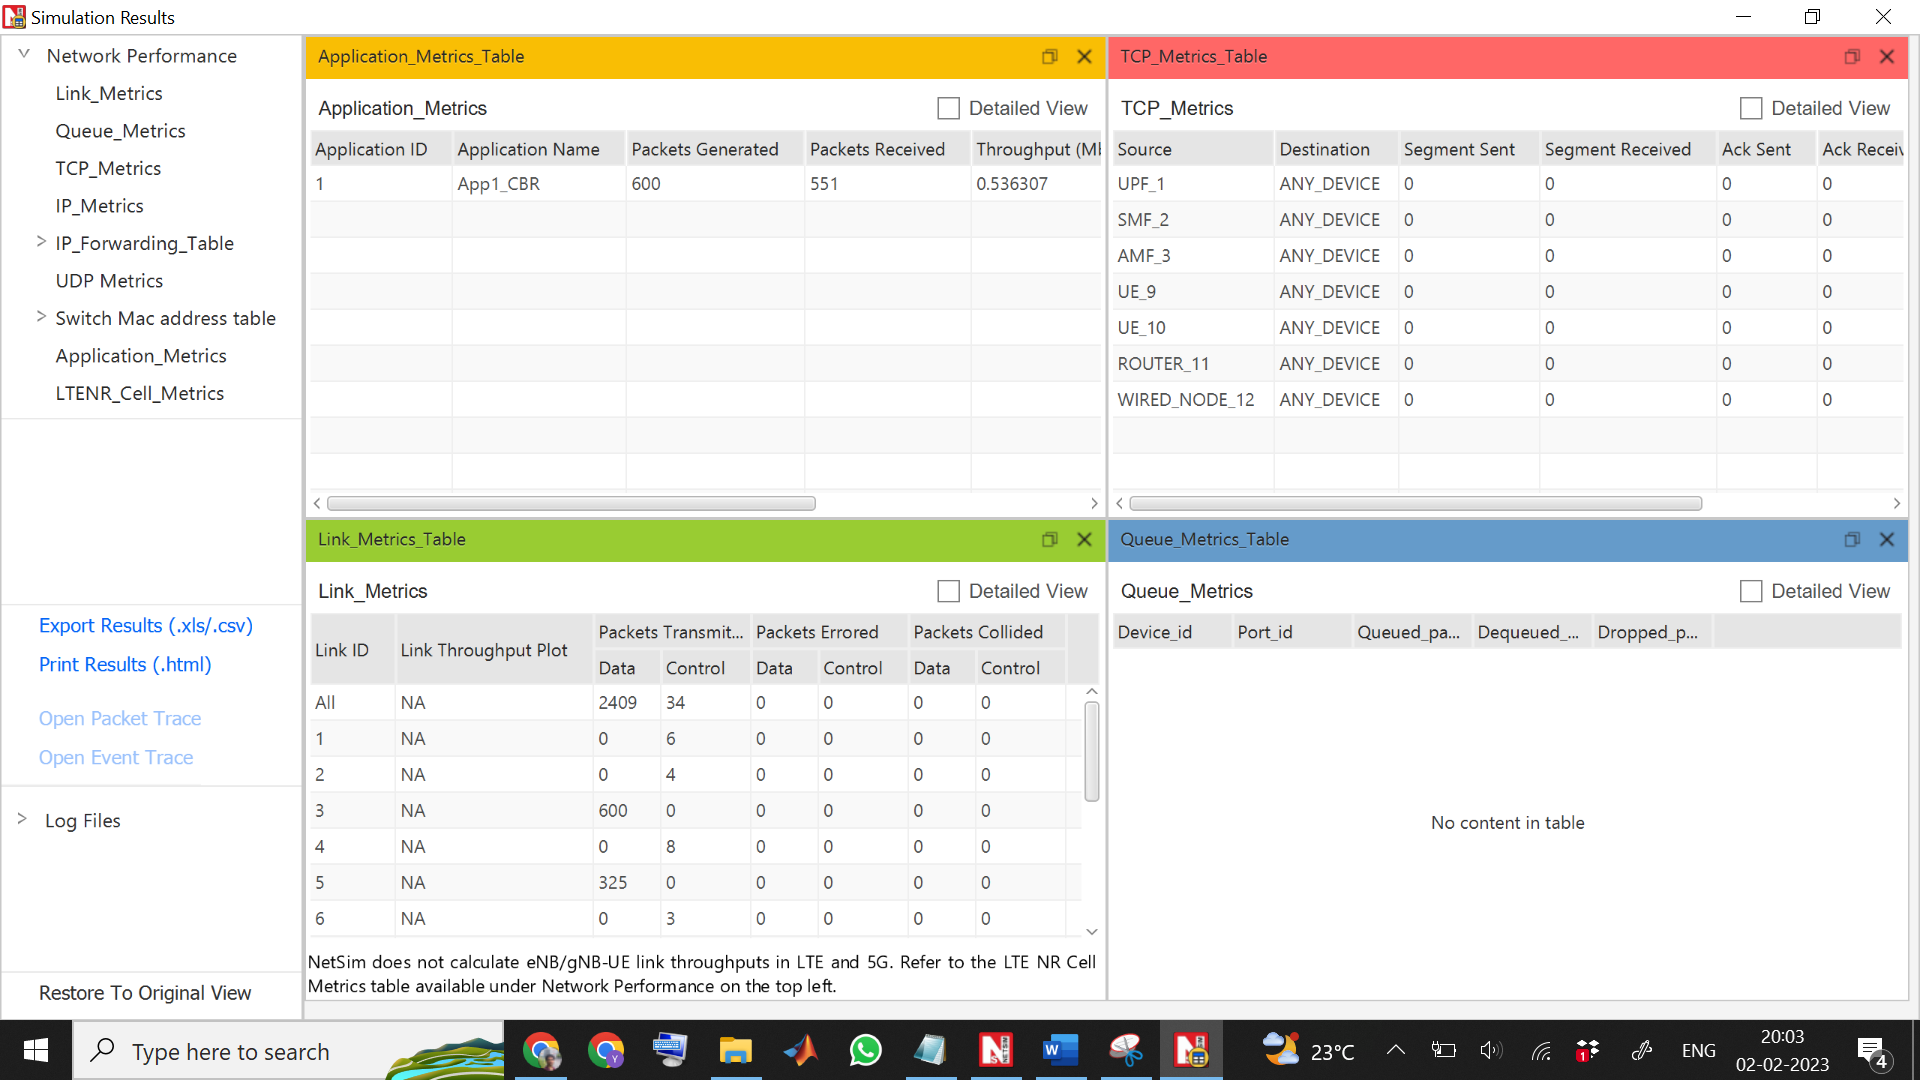 Simulation Results
Network Performance
Link_Metrics
Queue_Metrics
TCP_Metrics
IP_Metrics
IP_Forwarding_Table
UDP Metrics
Switch Mac address table
Application_Metrics
LTENR_Cell_Metrics
Export Results (.xls/.csv)
Print Results (.html)
Open Packet Trace
Open Event Trace
Log Files
Restore To Original View
Application_Metrics_Table
Application_Metrics Detailed View
Application ID Application Name Packets Generated Packets Received Throughput (Mb
1 App1_CBR 600 551 0.536307
TCP_Metrics_Table
TCP_Metrics Detailed View
Source Destination Segment Sent Segment Received Ack Sent Ack Receiv
UPF_1 ANY_DEVICE 0 0 0 0
SMF_2 ANY_DEVICE 0 0 0 0
AMF_3 ANY_DEVICE 0 0 0 0
UE_9 ANY_DEVICE 0 0 0 0
UE_10 ANY_DEVICE 0 0 0 0
ROUTER_11 ANY_DEVICE 0 0 0 0
WIRED_NODE_12 ANY_DEVICE 0 0 0 0
Link_Metrics_Table
Link_Metrics Detailed View
Link ID Link Throughput Plot Packets Transmit... Packets Errored Packets Collided
Data Control Data Control Data Control
All NA 2409 34 0 0 0 0
1 NA 0 6 0 0 0 0
2 NA 0 4 0 0 0 0
3 NA 600 0 0 0 0 0
4 NA 0 8 0 0 0 0
5 NA 325 0 0 0 0 0
6 NA 0 3 0 0 0 0
NetSim does not calculate eNB/gNB-UE link throughputs in LTE and 5G. Refer to the LTE NR Cell
Metrics table available under Network Performance on the top left.
Queue_Metrics_Table
Queue_Metrics Detailed View
Device_id Port_id Queued_pa... Dequeued_... Dropped_p...
No content in table
Type here to search
23°C
ENG
20:03
02-02-2023
4